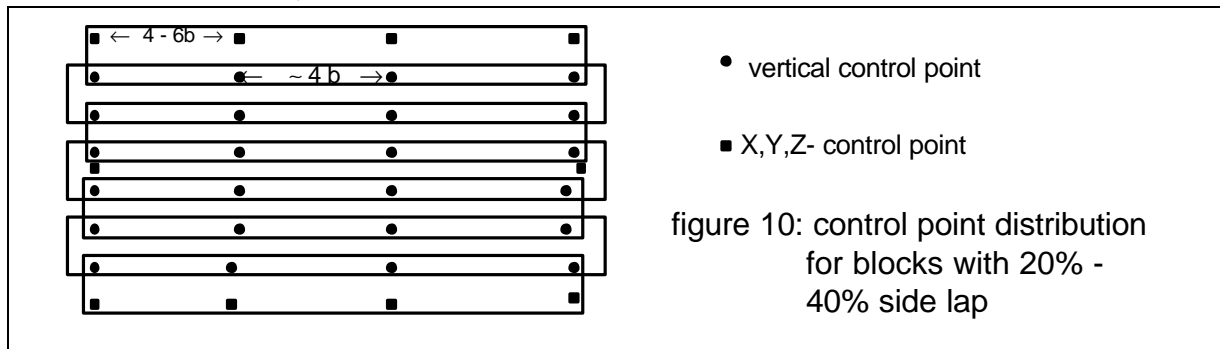 ← 4 - 6b →
← ~ 4 b →
vertical control point
X,Y,Z- control point
figure 10: control point distribution
for blocks with 20% -
40% side lap